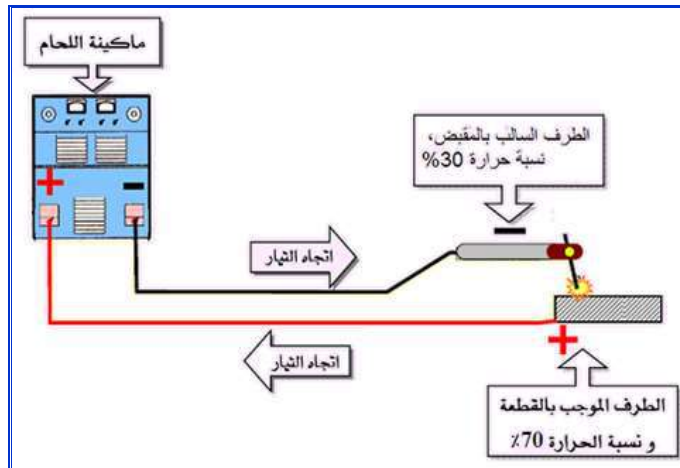 ماكينة اللحام
الطرف السالب بالمقبض،
نسبة حرارة 30%
+
−
−
اتجاه التيار
اتجاه التيار
+
الطرف الموجب بالقطعة
و نسبة الحرارة 70٪